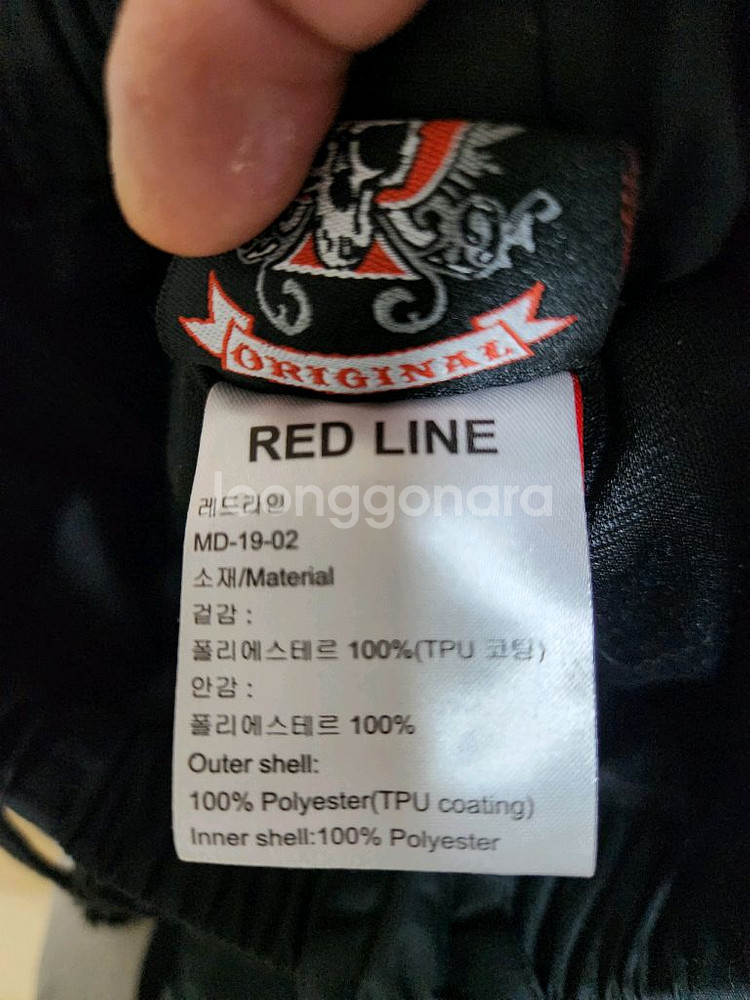 ORIGINAL
RED LINE
레드라인
joonggonara
MD-19-02
소재/Material
겉감 :
폴리에스테르 100%(TPU 코팅)
안감 :
폴리에스테르 100%
Outer shell:
100% Polyester(TPU coating)
Inner shell:100% Polyester